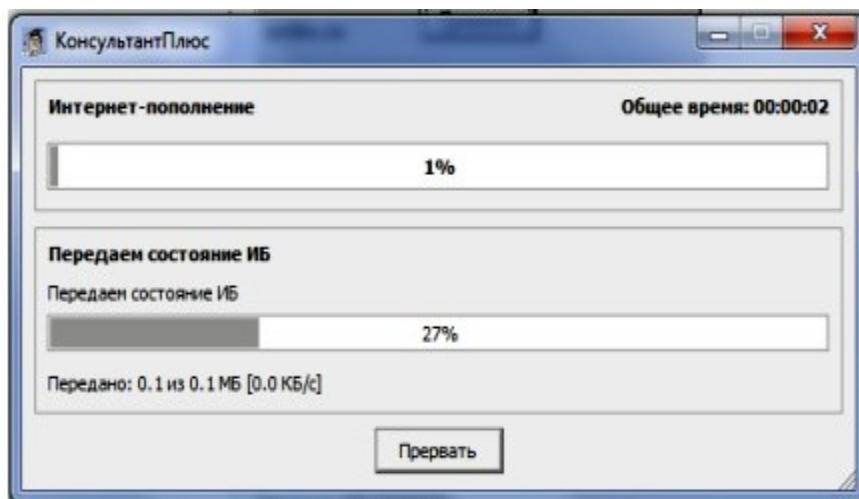 КонсультантПлюс
Интернет-пополнение Общее время: 00:00:02
1%
Передаем состояние ИБ
Передаем состояние ИБ
27%
Передано: 0.1 из 0.1 МБ [0.0 КБ/с]
Прервать